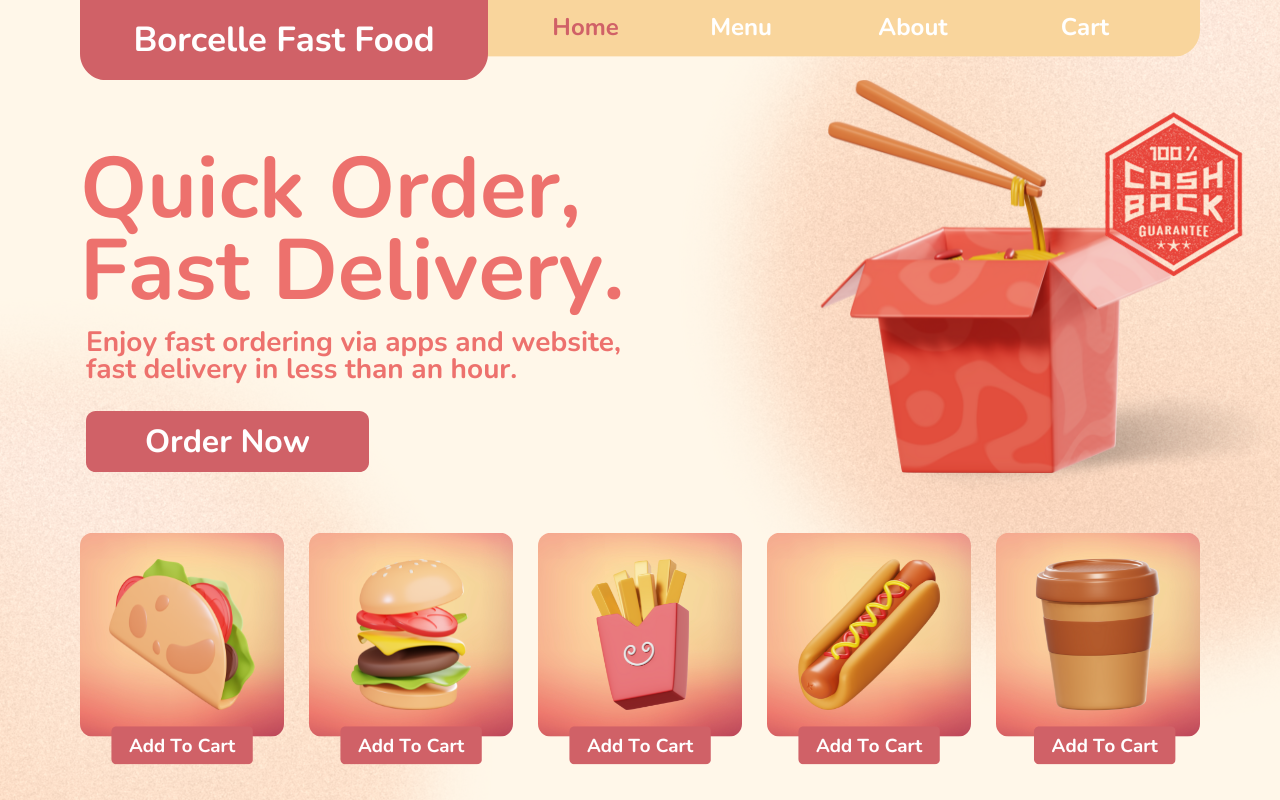 Borcelle Fast Food
Home Menu About Cart
Quick Order,
Fast Delivery.
Enjoy fast ordering via apps and website,
fast delivery in less than an hour.
Order Now
100%
CASH
BACK
GUARANTEE
Add To Cart
Add To Cart
Add To Cart
Add To Cart
Add To Cart